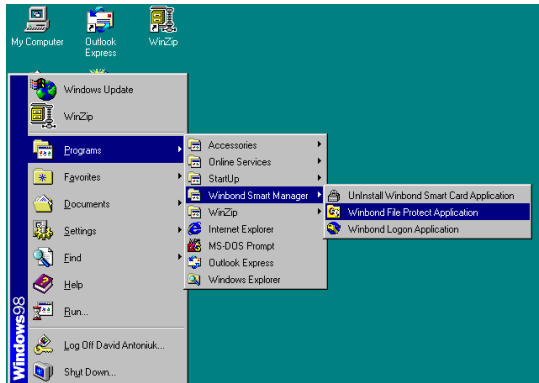 My Computer
Outlook Express
WinZip
Windows Update
WinZip
Programs
Favorites
Documents
Settings
Find
Help
Run...
Log Off David Antoniuk...
Shut Down...
Windows98
Accessories
Online Services
StartUp
Winbond Smart Manager
WinZip
Internet Explorer
MS-DOS Prompt
Outlook Express
Windows Explorer
UnInstall Winbond Smart Card Application
Winbond File Protect Application
Winbond Logon Application